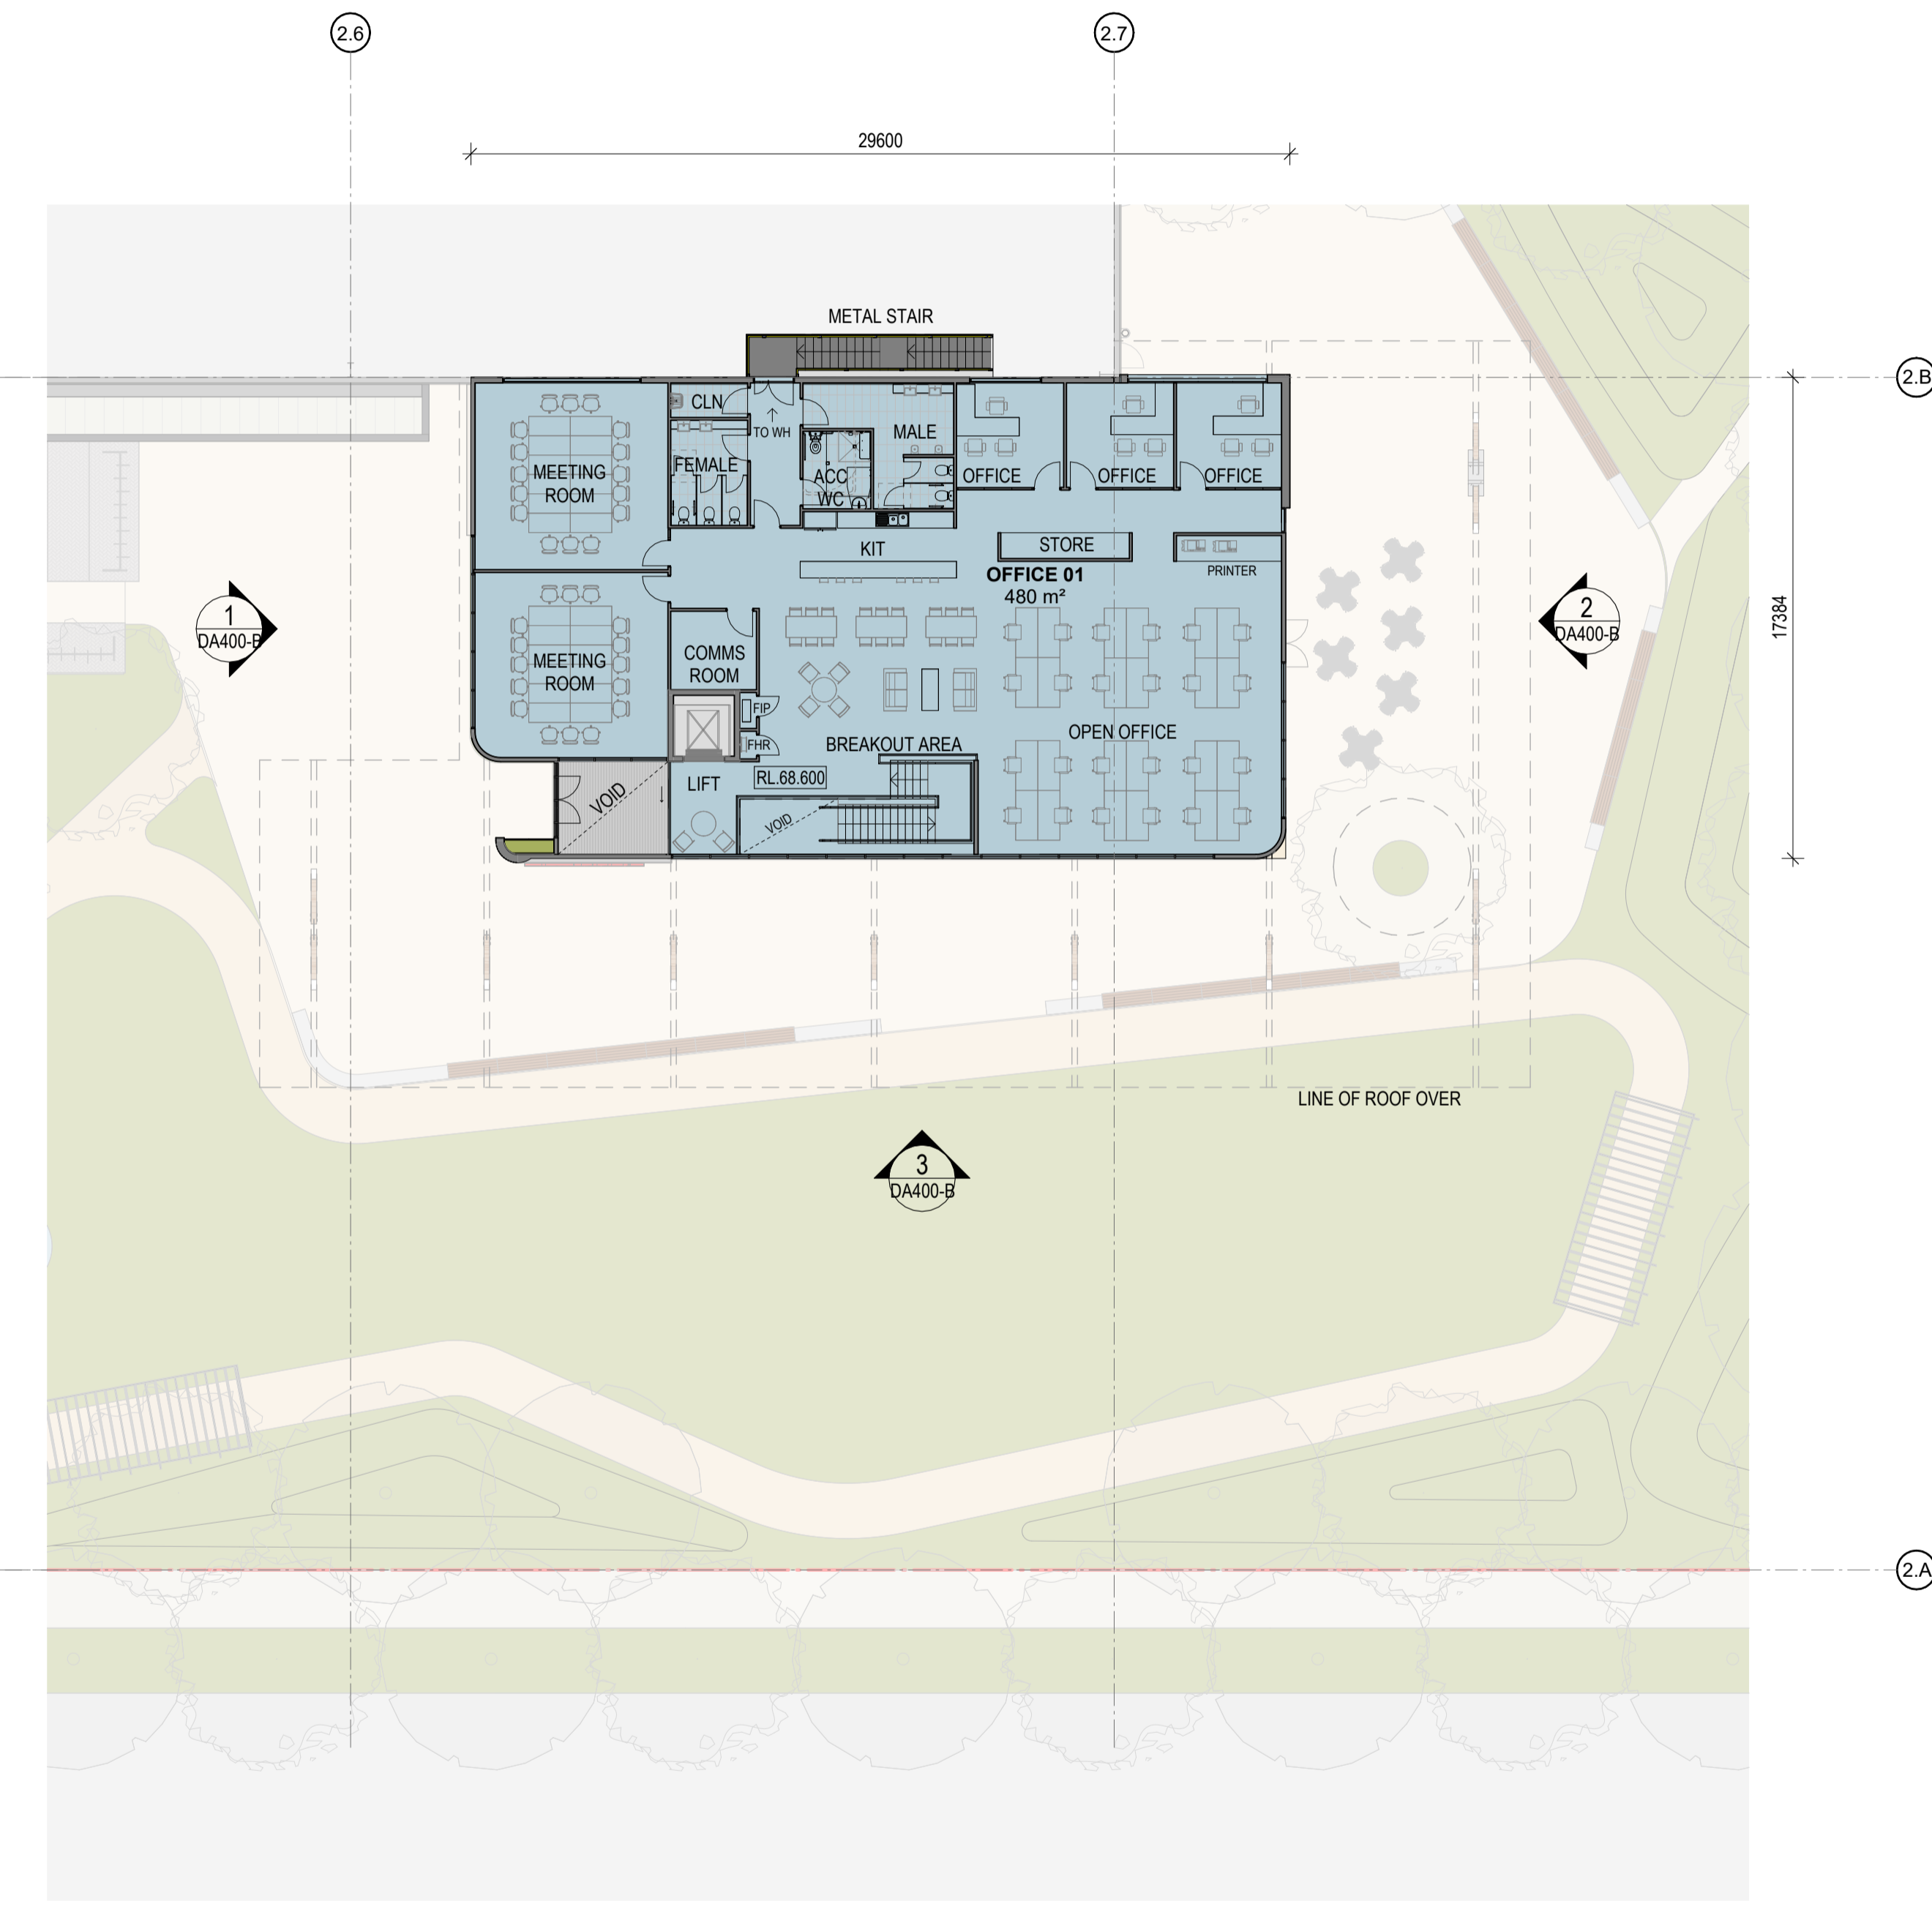 2.6
2.7
29600
METAL STAIR
2.B
CLN
TO WH
MALE
FEMALE
MEETING
ROOM
ACC
WC
OFFICE
OFFICE
OFFICE
KIT
STORE
PRINTER
OFFICE 01
480 m²
17384
1
DA400-B
2
DA400-B
COMMS
ROOM
MEETING
ROOM
FIP
FHR
BREAKOUT AREA
OPEN OFFICE
RL.68.600
LIFT
VOID
VOID
LINE OF ROOF OVER
3
DA400-B
2.A